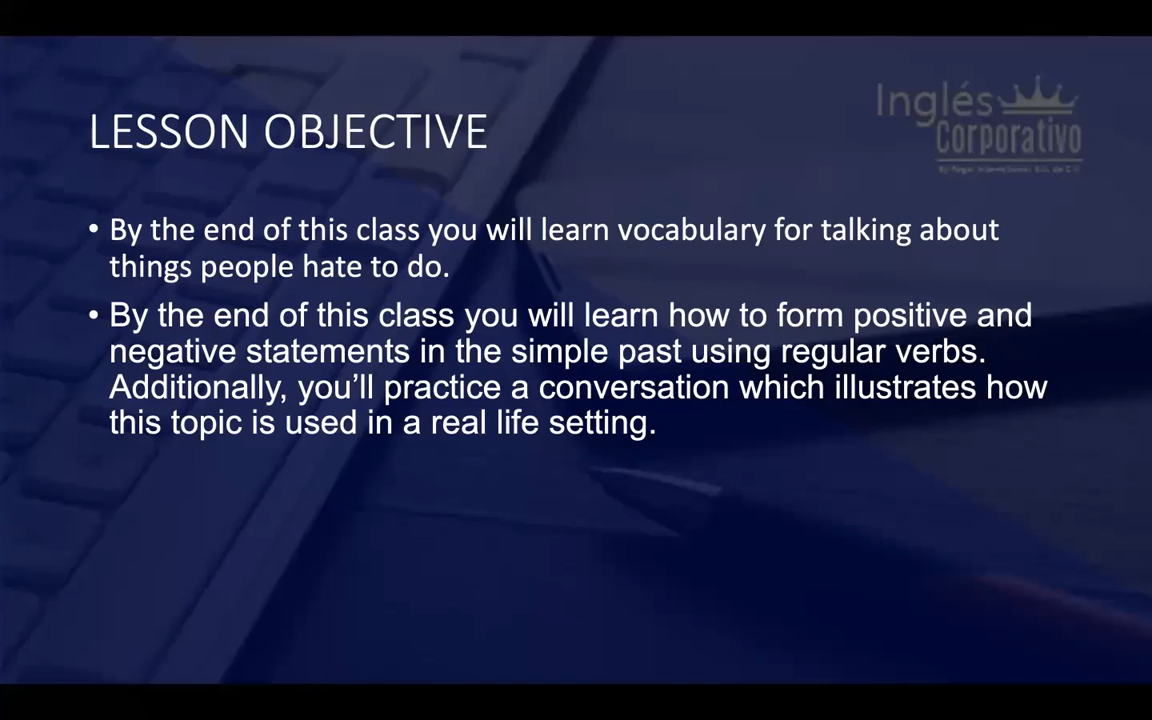 Inglés
Corporativo
LESSON OBJECTIVE
• By the end of this class you will learn vocabulary for talking about
things people hate to do.
• By the end of this class you will learn how to form positive and
negative statements in the simple past using regular verbs.
Additionally, you’ll practice a conversation which illustrates how
this topic is used in a real life setting.